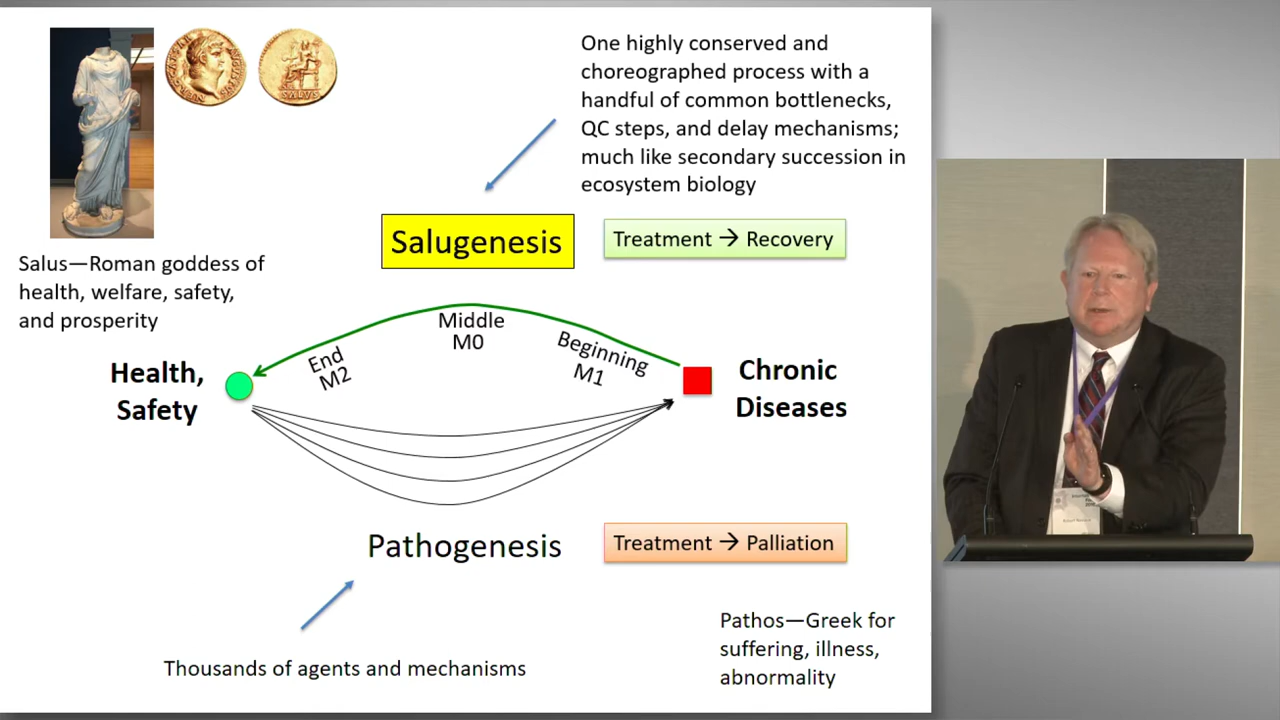 One highly conserved and
choreographed process with a
handful of common bottlenecks,
QC steps, and delay mechanisms;
much like secondary succession in
ecosystem biology
SALVS
Salugenesis
Treatment → Recovery
Salus—Roman goddess of
health, welfare, safety,
and prosperity
Middle
M0
End
M2
Beginning
M1
Health,
Safety
Chronic
Diseases
Pathogenesis
Treatment → Palliation
Pathos—Greek for
suffering, illness,
abnormality
Thousands of agents and mechanisms